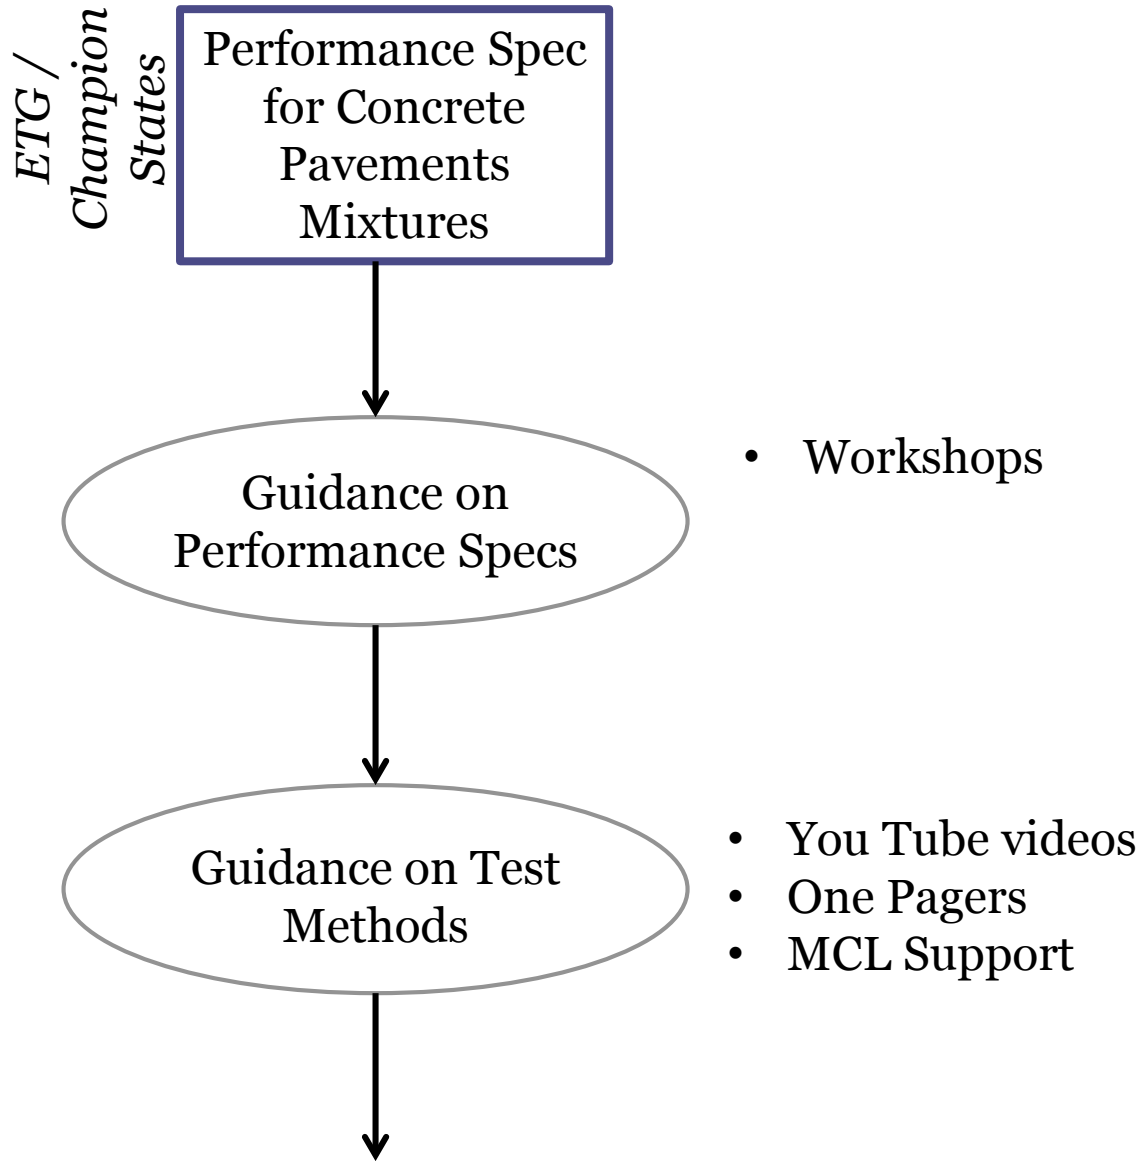 ETG /
Champion
States
Performance Spec
for Concrete
Pavements
Mixtures
Guidance on
Performance Specs
• Workshops
Guidance on Test
Methods
• You Tube videos
• One Pagers
• MCL Support